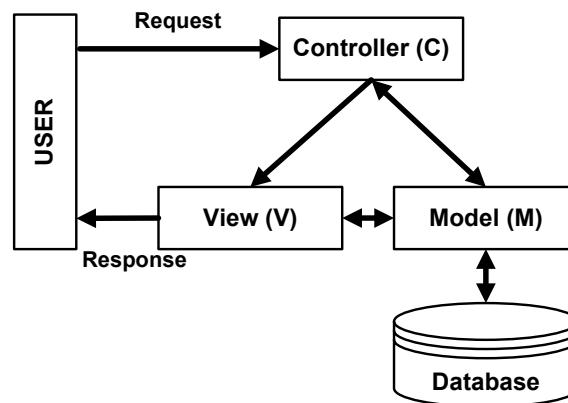 Request
Controller (C)
USER
View (V)
Model (M)
Response
Database